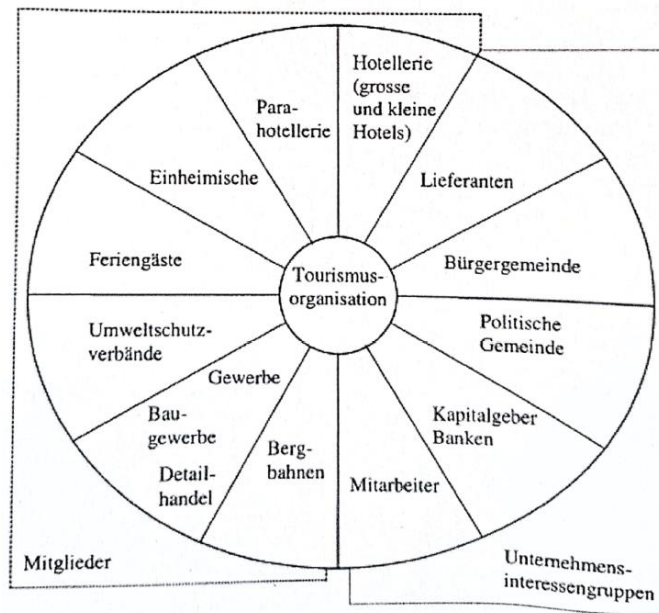 Hotellerie
(grosse
und kleine
Hotels)
Para-
hotellerie
Einheimische
Lieferanten
Feriengäste
Bürgergemeinde
Tourismus-
organisation
Umweltschutz-
verbände
Politische
Gemeinde
Gewerbe
Bau-
gewerbe
Detail-
handel
Berg-
bahnen
Mitarbeiter
Kapitalgeber
Banken
Mitglieder
Unternehmens-
interessengruppen